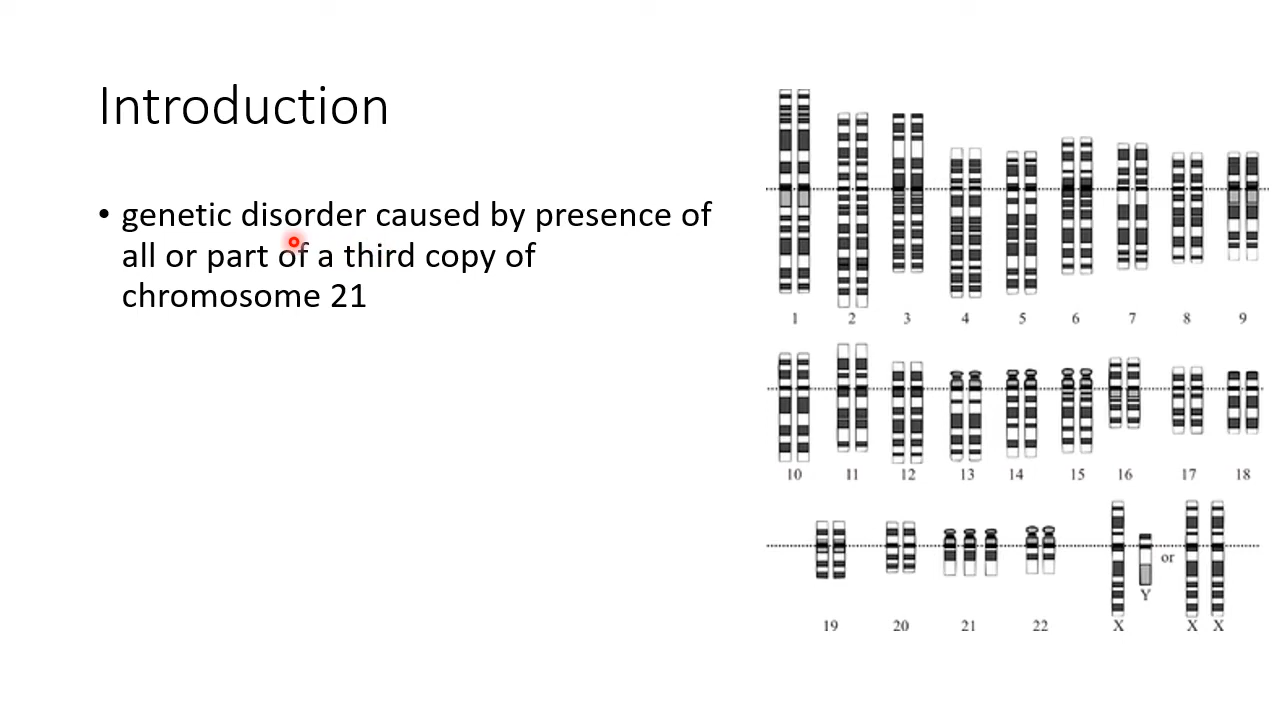 Introduction
• genetic disorder caused by presence of
all or part of a third copy of
chromosome 21
1 2 3 4 5 6 7 8 9
10 11 12 13 14 15 16 17 18
or
Y
19 20 21 22 X X X